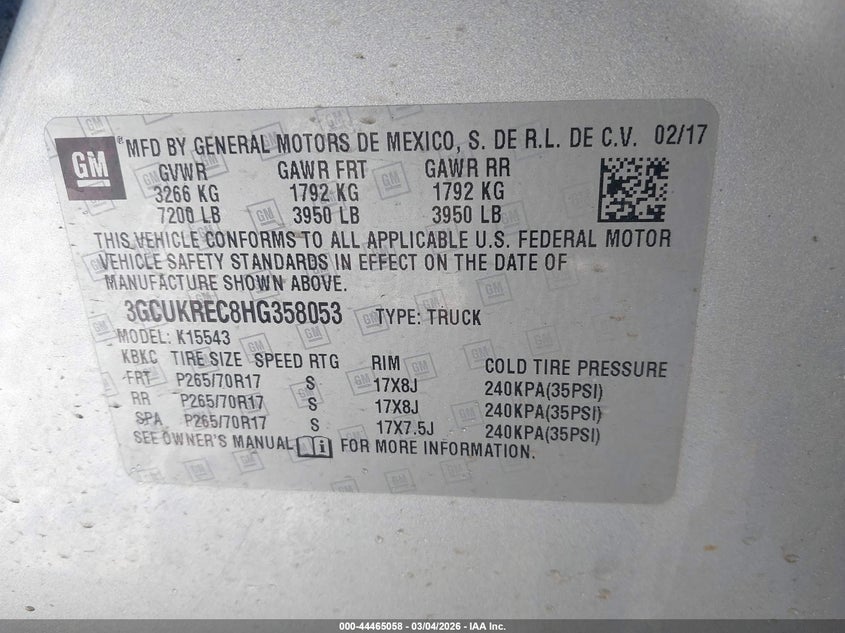 GM
® MFD BY GENERAL MOTORS DE MEXICO, S. DE R.L. DE C.V. 02/17
GVWR GAWR FRT GAWR RR
3266 KG 1792 KG 1792 KG
7200 LB 3950 LB 3950 LB
THIS VEHICLE CONFORMS TO ALL APPLICABLE U.S. FEDERAL MOTOR
VEHICLE SAFETY STANDARDS IN EFFECT ON THE DATE OF
MANUFACTURE SHOWN ABOVE.
3GCUKREC8HG358053 TYPE: TRUCK
MODEL: K15543
KBKC TIRE SIZE SPEED RTG RIM COLD TIRE PRESSURE
FRT P265/70R17 S 17X8J 240KPA(35PSI)
RR P265/70R17 S 17X8J 240KPA(35PSI)
SPA P265/70R17 S 17X7.5J 240KPA(35PSI)
SEE OWNER'S MANUAL FOR MORE INFORMATION.
000-44465058 - 03/04/2026 - IAA Inc.